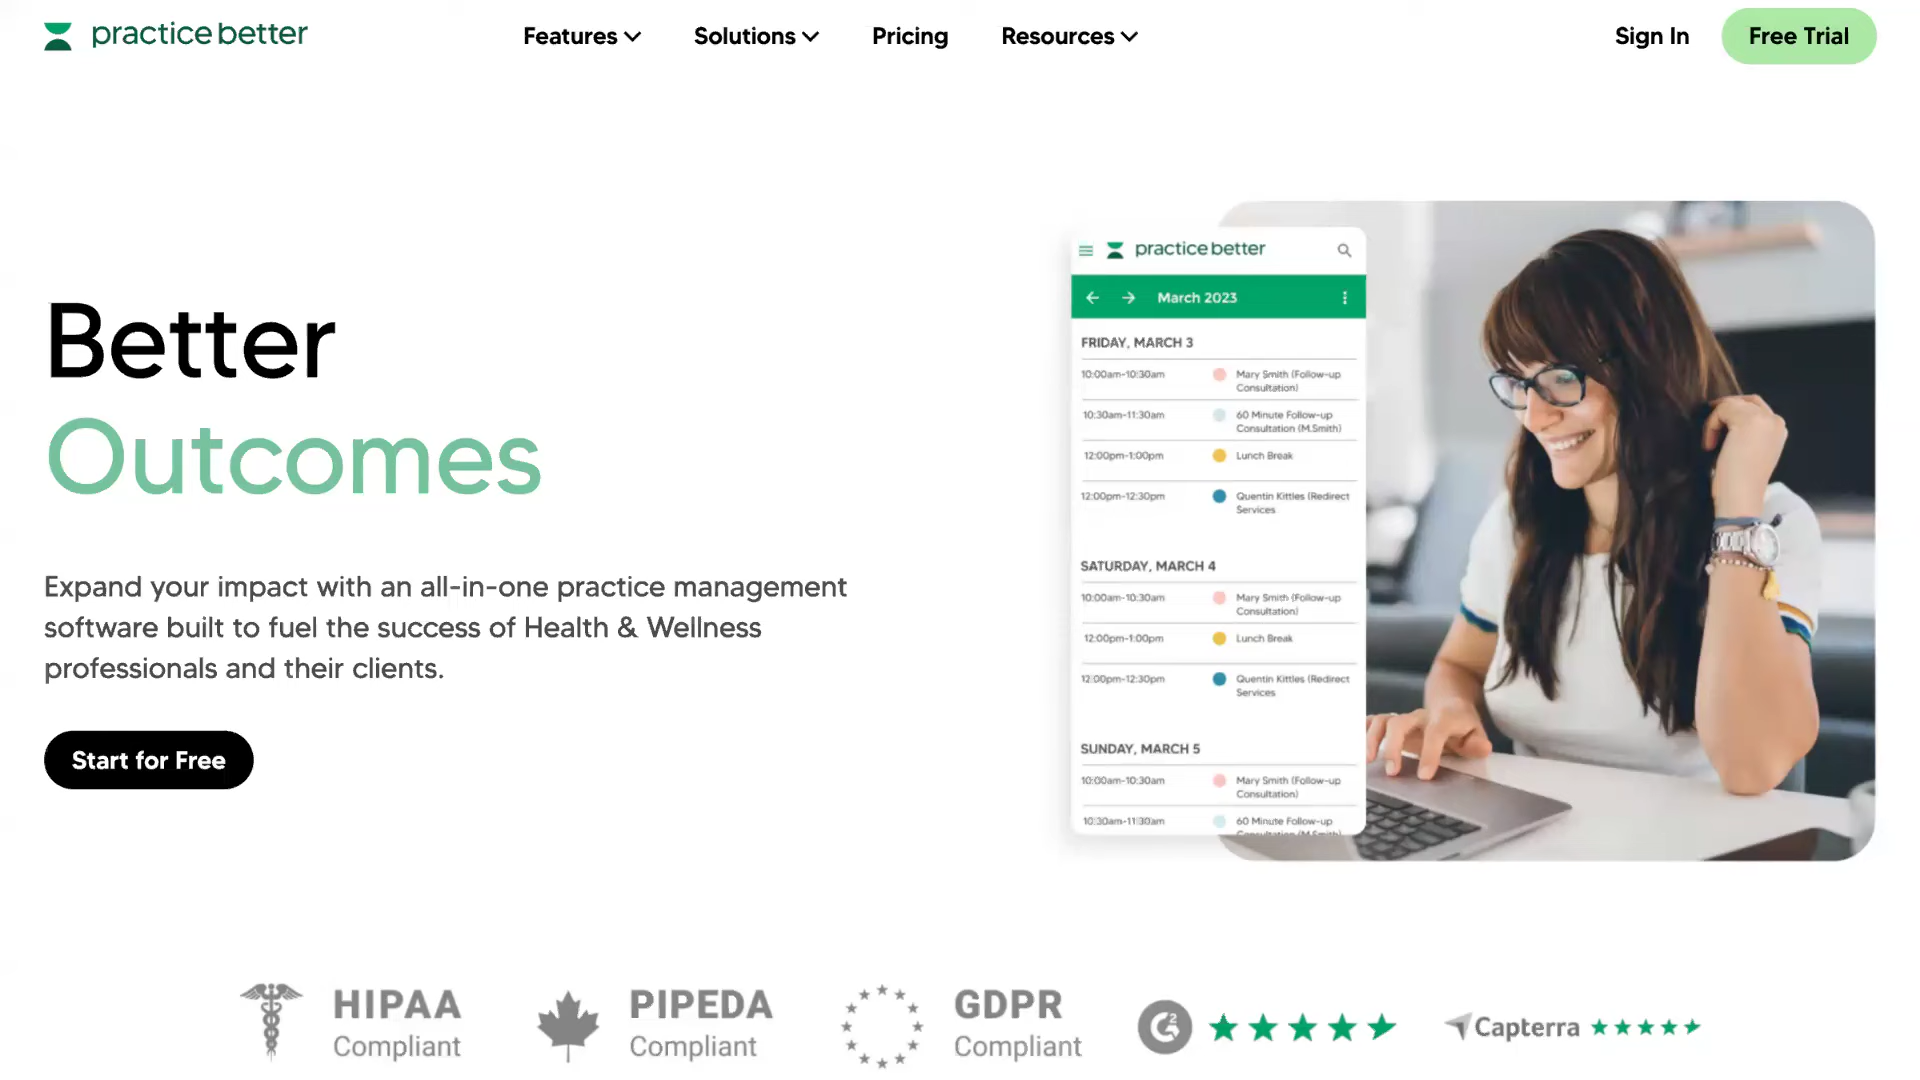 practice better
Features
Solutions
Pricing
Resources
Sign In
Free Trial
Better
Outcomes
Expand your impact with an all-in-one practice management
software built to fuel the success of Health & Wellness
professionals and their clients.
Start for Free
practice better
March 2023
FRIDAY, MARCH 3
10:00am-10:30am
Mary Smith (Follow-up
Consultation)
10:30am-11:30am
60 Minute Follow-up
Consultation (M.Smith)
12:00pm-1:00pm
Lunch Break
12:00pm-12:30pm
Quentin Kittles (Redirect
Services
SATURDAY, MARCH 4
10:00am-10:30am
Mary Smith (Follow-up
Consultation)
12:00pm-1:00pm
Lunch Break
12:00pm-12:30pm
Quentin Kittles (Redirect
Services
SUNDAY, MARCH 5
10:00am-10:30am
Mary Smith (Follow-up
Consultation)
10:30am-11:30am
60 Minute Follow-up
Consultation (M.Smith)
HIPAA
Compliant
PIPEDA
Compliant
GDPR
Compliant
G2
Capterra